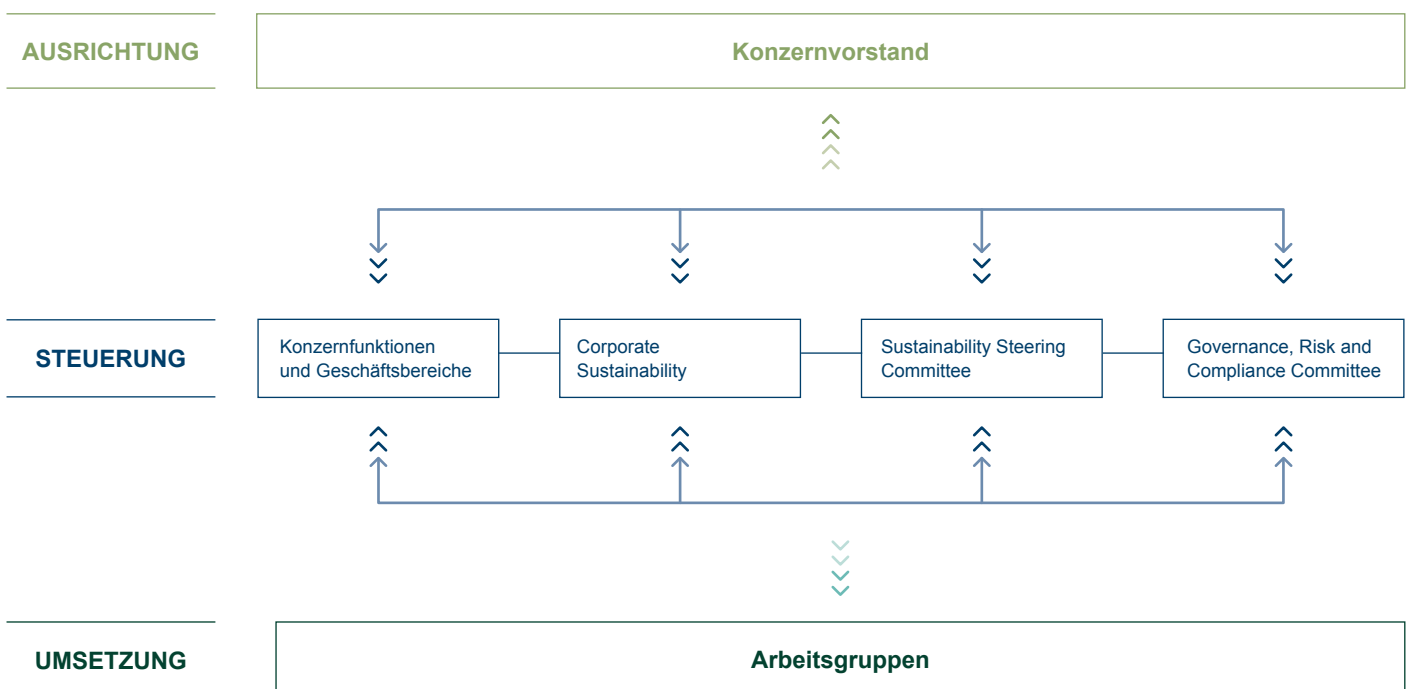 AUSRICHTUNG
Konzernvorstand
STEUERUNG
Konzernfunktionen
und Geschäftsbereiche
Corporate
Sustainability
Sustainability Steering
Committee
Governance, Risk and
Compliance Committee
UMSETZUNG
Arbeitsgruppen